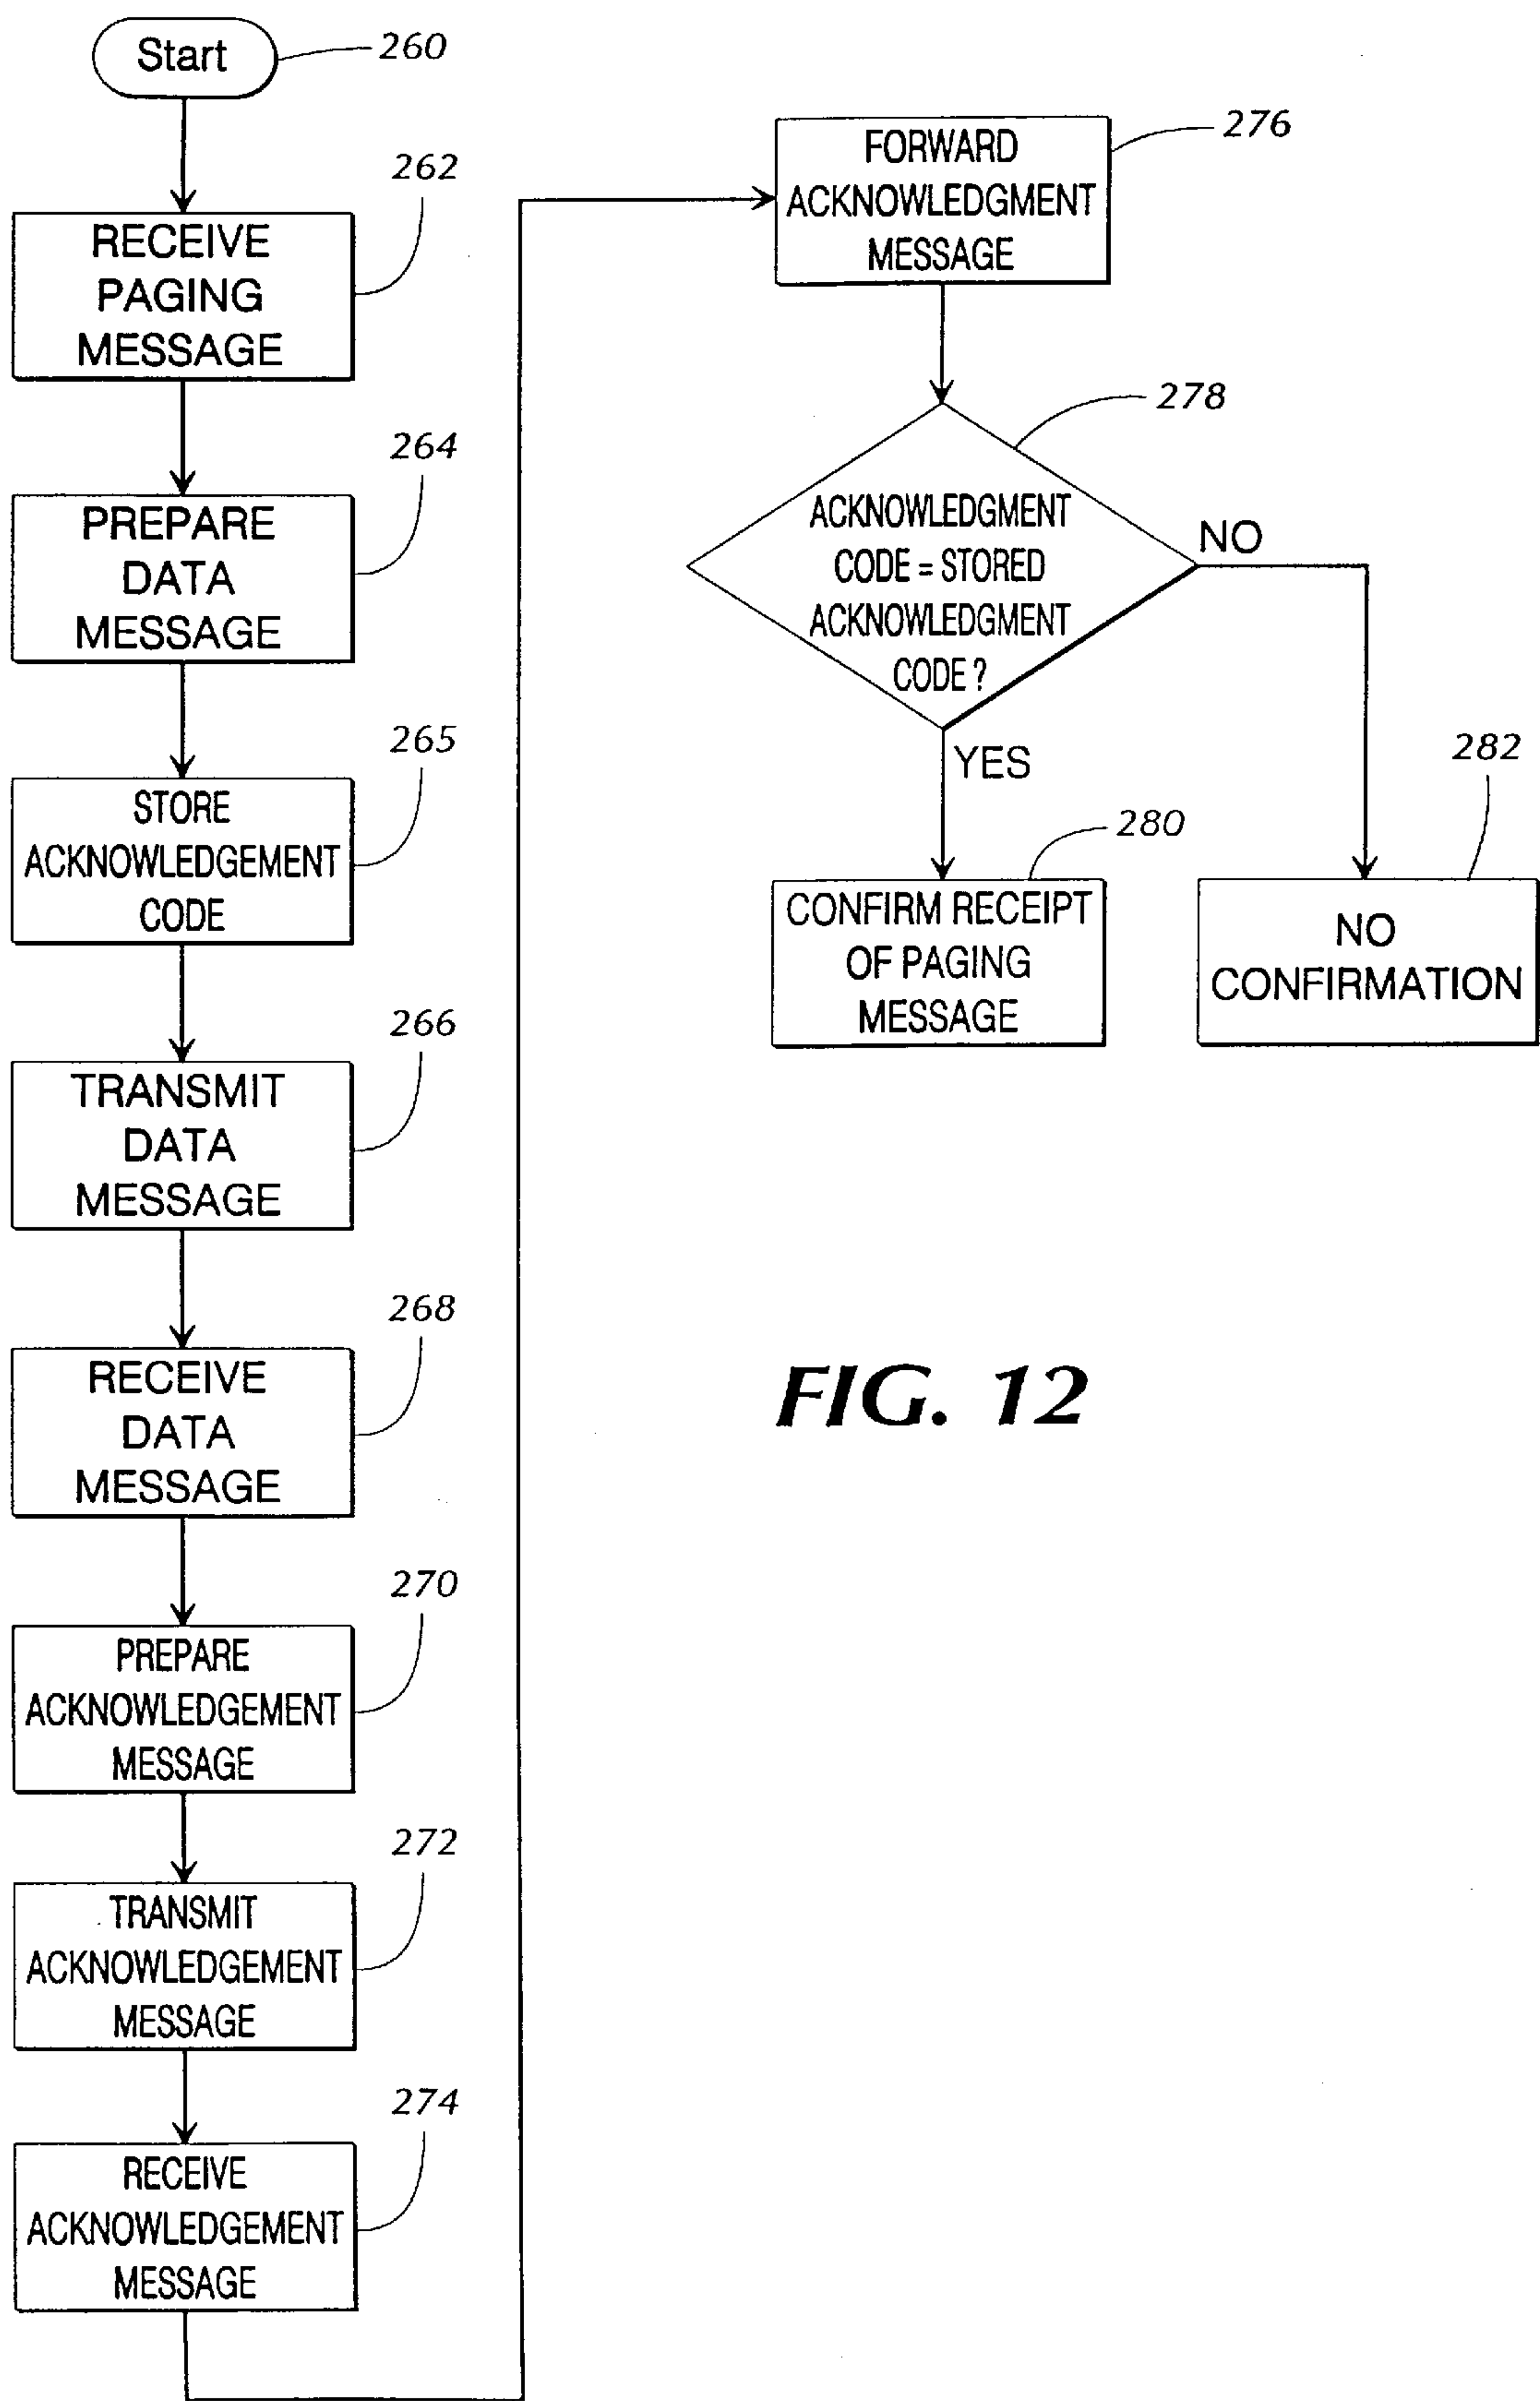 Start
260
262
RECEIVE
PAGING
MESSAGE
264
PREPARE
DATA
MESSAGE
265
STORE
ACKNOWLEDGEMENT
CODE
266
TRANSMIT
DATA
MESSAGE
268
RECEIVE
DATA
MESSAGE
270
PREPARE
ACKNOWLEDGEMENT
MESSAGE
272
TRANSMIT
ACKNOWLEDGEMENT
MESSAGE
274
RECEIVE
ACKNOWLEDGEMENT
MESSAGE
276
FORWARD
ACKNOWLEDGMENT
MESSAGE
278
ACKNOWLEDGMENT
CODE = STORED
ACKNOWLEDGMENT
CODE ?
NO
YES
280
CONFIRM RECEIPT
OF PAGING
MESSAGE
282
NO
CONFIRMATION
FIG. 12